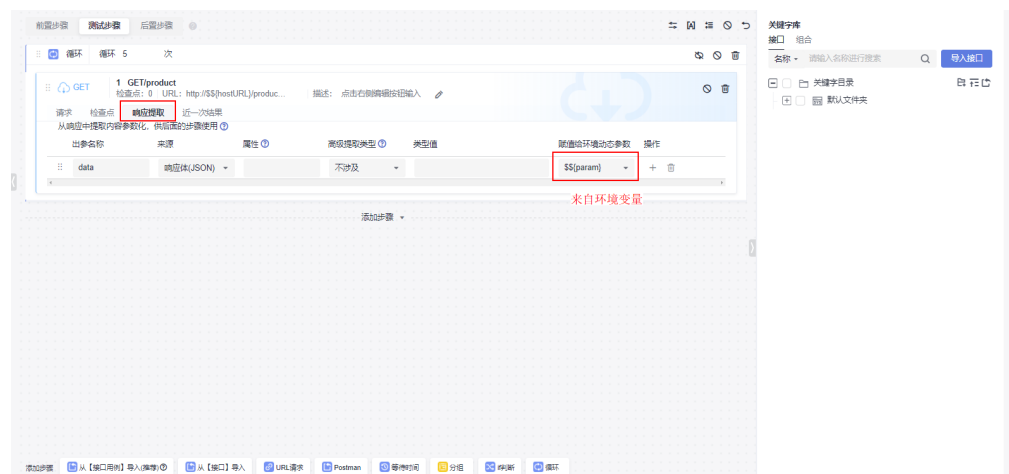 前置步骤 测试步骤 后置步骤
循环 循环 5 次
GET 1 GET/product
检查点：0 URL：http://$${hostURL}/produc... 描述： 点击右侧编辑按钮输入
请求 检查点 响应提取 近一次结果
从响应中提取内容参数化、供后面的步骤使用
出参名称 来源 属性 高级提取类型 类型值 赋值给环境动态参数 操作
data 响应体(JSON) 不涉及 $${param}
来自环境变量
添加步骤
添加步骤 从【接口用例】导入(推荐) 从【接口】导入 URL请求 Postman 等待时间 分组 if判断 循环
关键字库
接口 组合
名称 请输入名称进行搜索 导入接口
关键字目录
默认文件夹